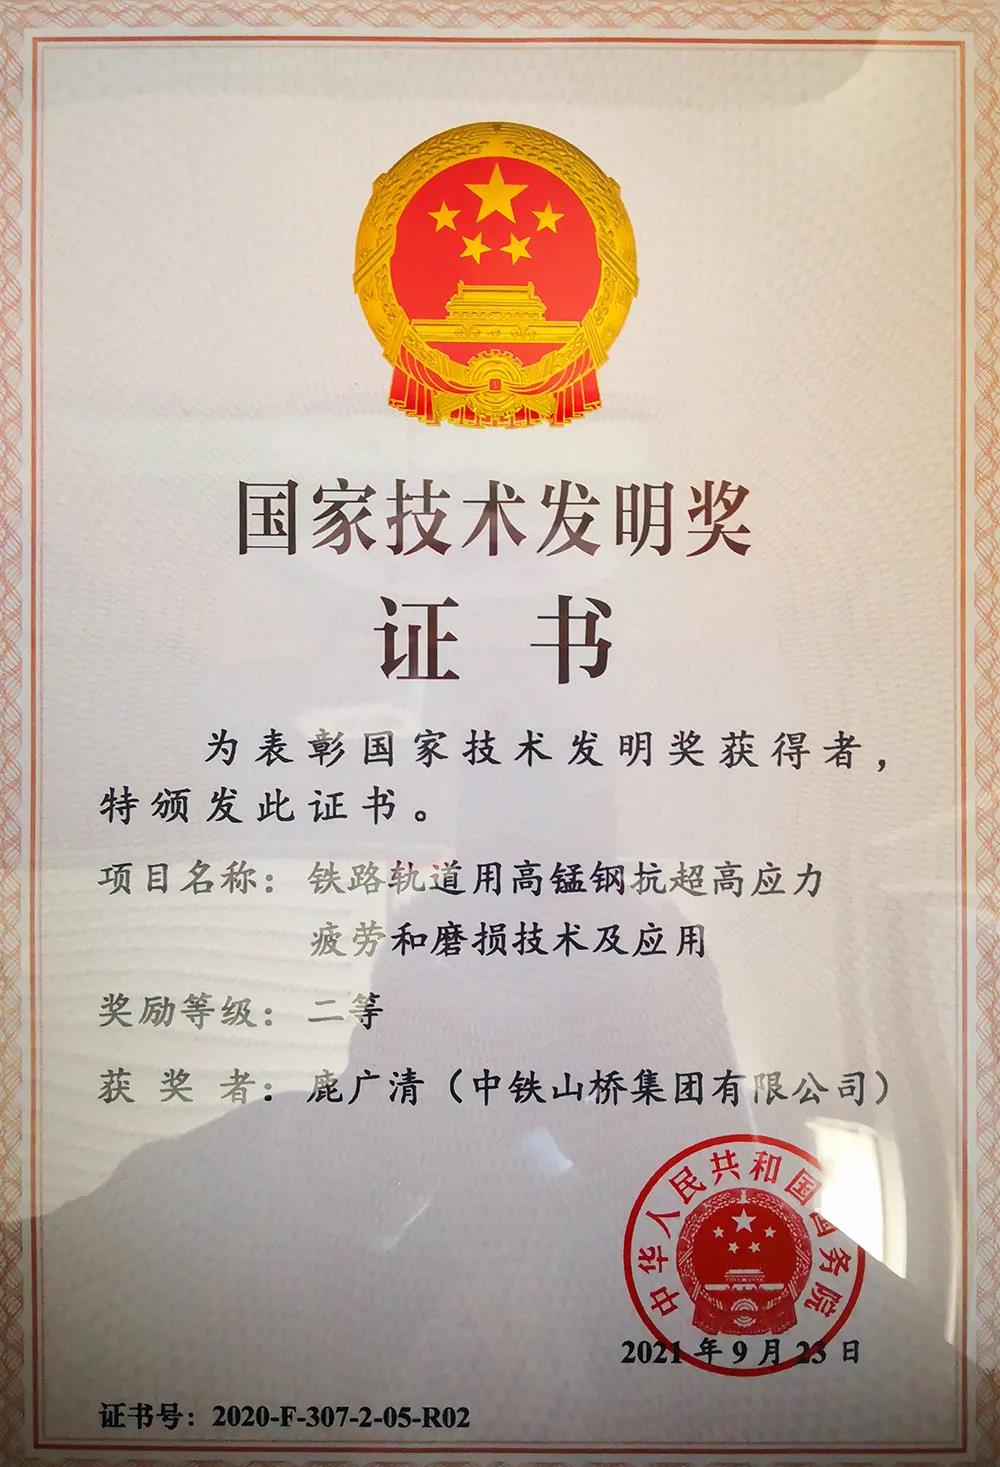 国家技术发明奖
证书
为表彰国家技术发明奖获得者，
特颁发此证书。
项目名称：铁路轨道用高锰钢抗超高应力
疲劳和磨损技术及应用
奖励等级：二等
获奖者：鹿广清（中铁山桥集团有限公司）
中华人民共和国国务院
2021年9月23日
证书号：2020-F-307-2-05-R02